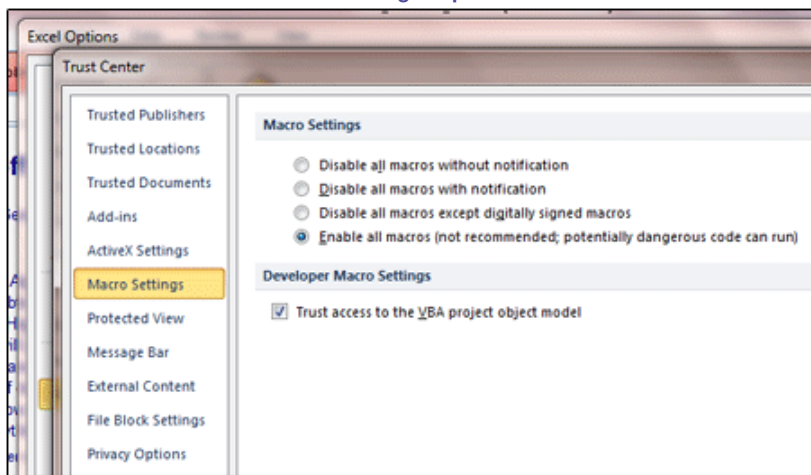 Excel Options
Trust Center
Trusted Publishers
Trusted Locations
Trusted Documents
Add-ins
ActiveX Settings
Macro Settings
Protected View
Message Bar
External Content
File Block Settings
Privacy Options
Macro Settings
Disable all macros without notification
Disable all macros with notification
Disable all macros except digitally signed macros
Enable all macros (not recommended; potentially dangerous code can run)
Developer Macro Settings
Trust access to the VBA project object model